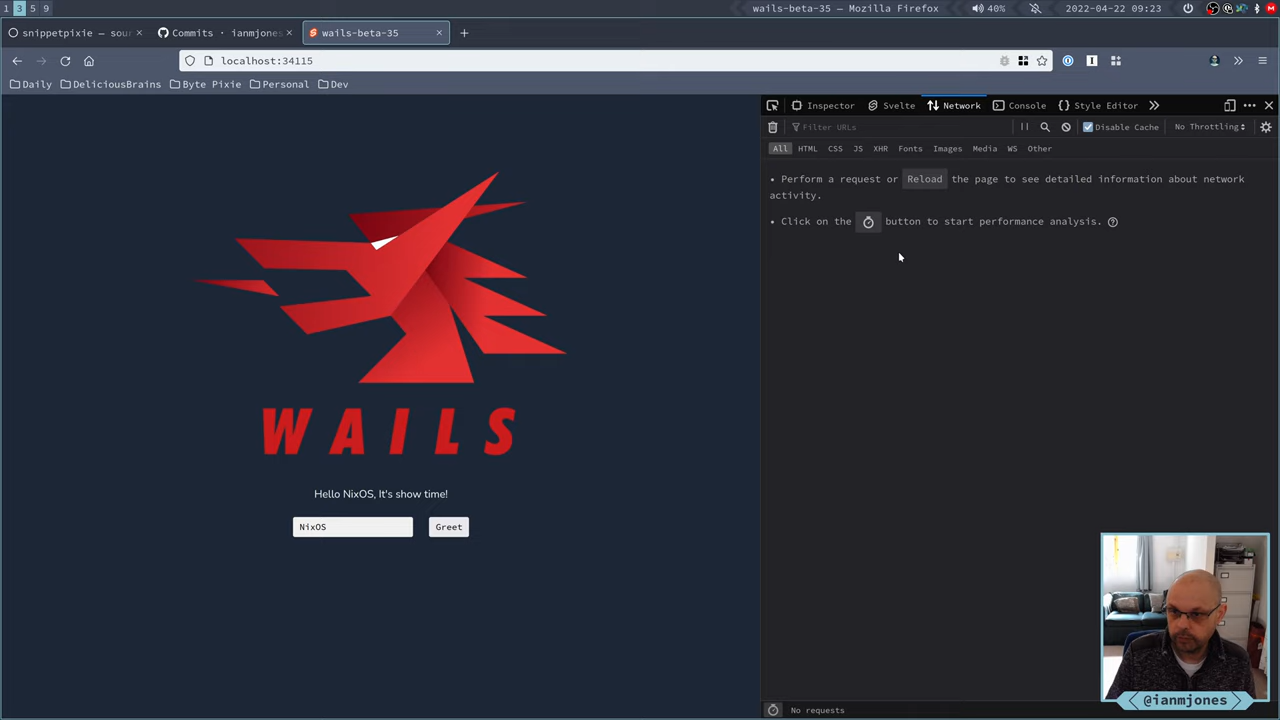 1 3 5 9
wails-beta-35 — Mozilla Firefox
40%
2022-04-22 09:23
snippetpixie — sour
Commits · ianmjones/
wails-beta-35
localhost:34115
Daily
DeliciousBrains
Byte Pixie
Personal
Dev
Inspector
Svelte
Network
Console
Style Editor
Filter URLs
Disable Cache
No Throttling
All HTML CSS JS XHR Fonts Images Media WS Other
• Perform a request or Reload the page to see detailed information about network
activity.
• Click on the button to start performance analysis.
WAILS
Hello NixOS, It's show time!
NixOS
Greet
@ianmjones
No requests